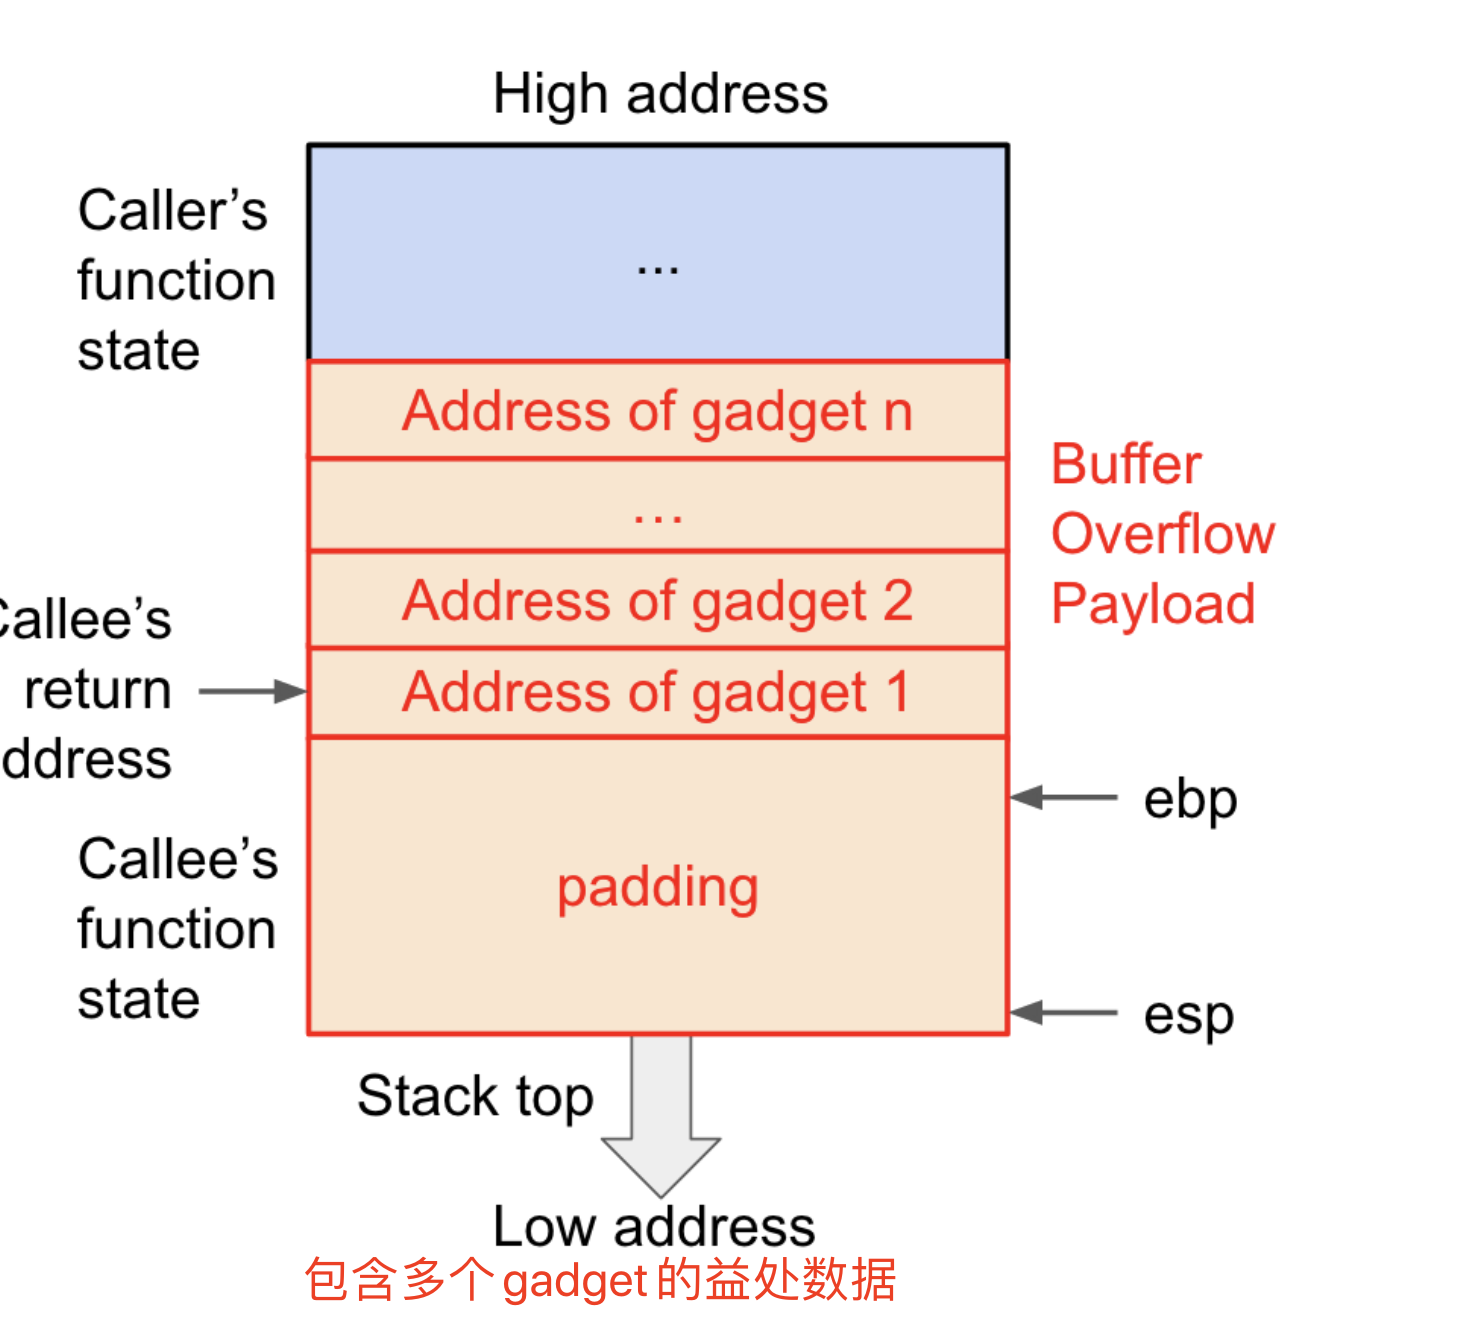 High address
Caller’s
function
state
...
Address of gadget n
...
Address of gadget 2
Address of gadget 1
Buffer
Overflow
Payload
Callee’s
return
ddress
ebp
Callee’s
function
state
padding
esp
Stack top
Low address
包含多个gadget的益处数据